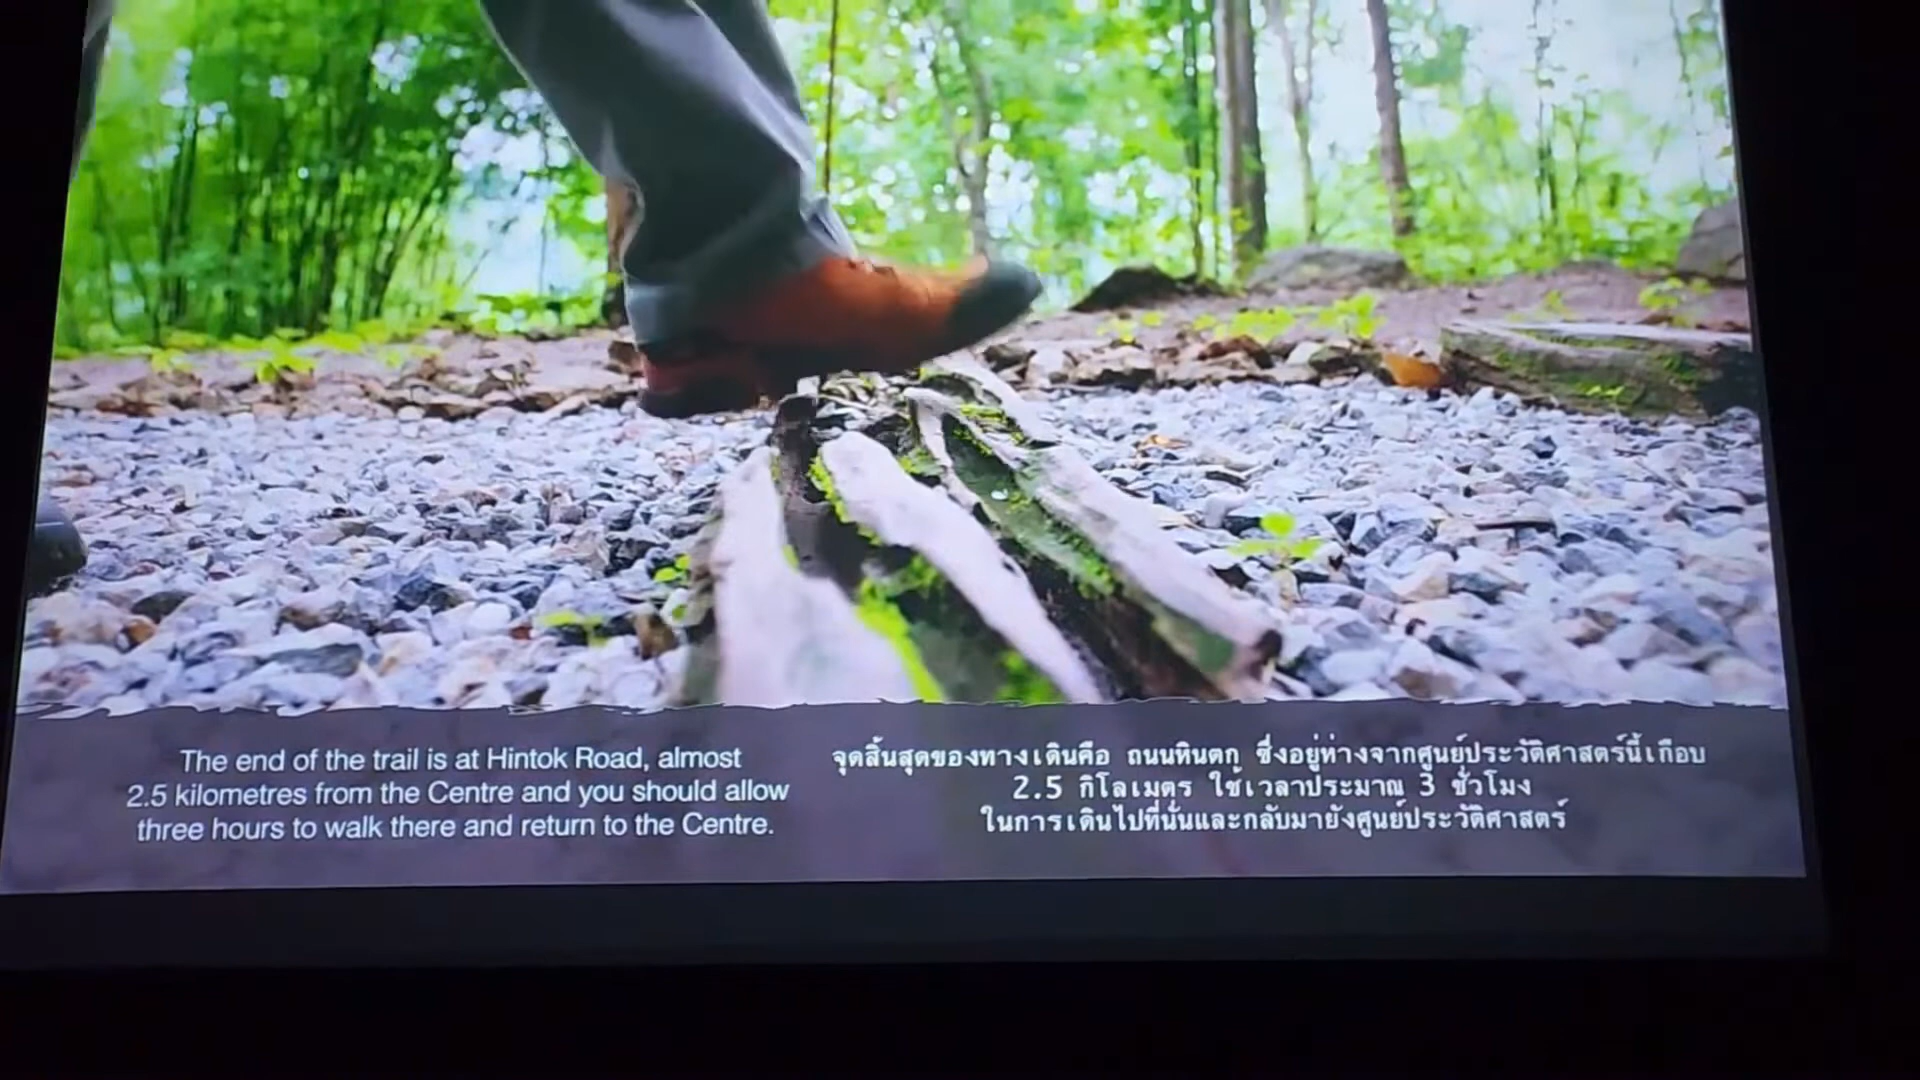 The end of the trail is at Hintok Road, almost
2.5 kilometres from the Centre and you should allow
three hours to walk there and return to the Centre.
จุดสิ้นสุดของทางเดินคือ ถนนหินตก ซึ่งอยู่ห่างจากศูนย์ประวัติศาสตร์นี้เกือบ
2.5 กิโลเมตร ใช้เวลาประมาณ 3 ชั่วโมง
ในการเดินไปที่นั่นและกลับมายังศูนย์ประวัติศาสตร์